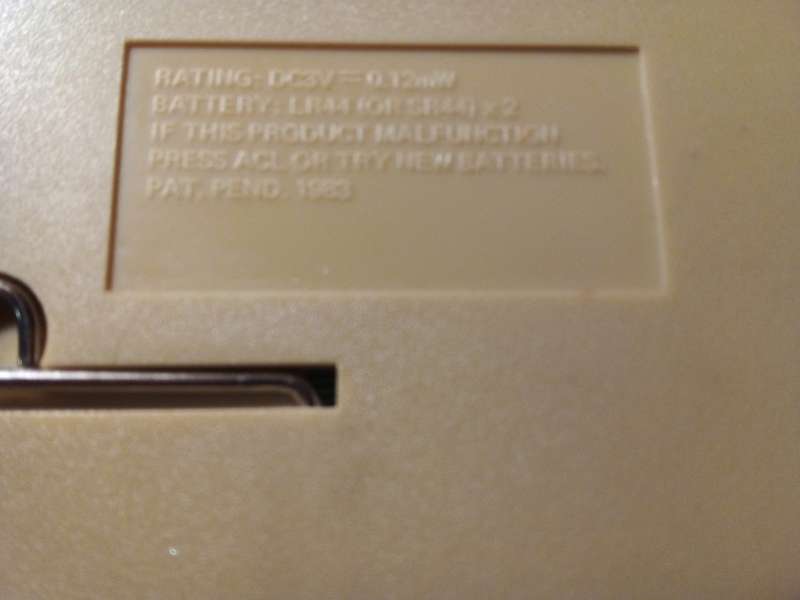 RATING: DC3V ⎓ 0.12mW
BATTERY: LR44 (OR SR44) x 2
IF THIS PRODUCT MALFUNCTION
PRESS ACL OR TRY NEW BATTERIES.
PAT, PEND. 1983